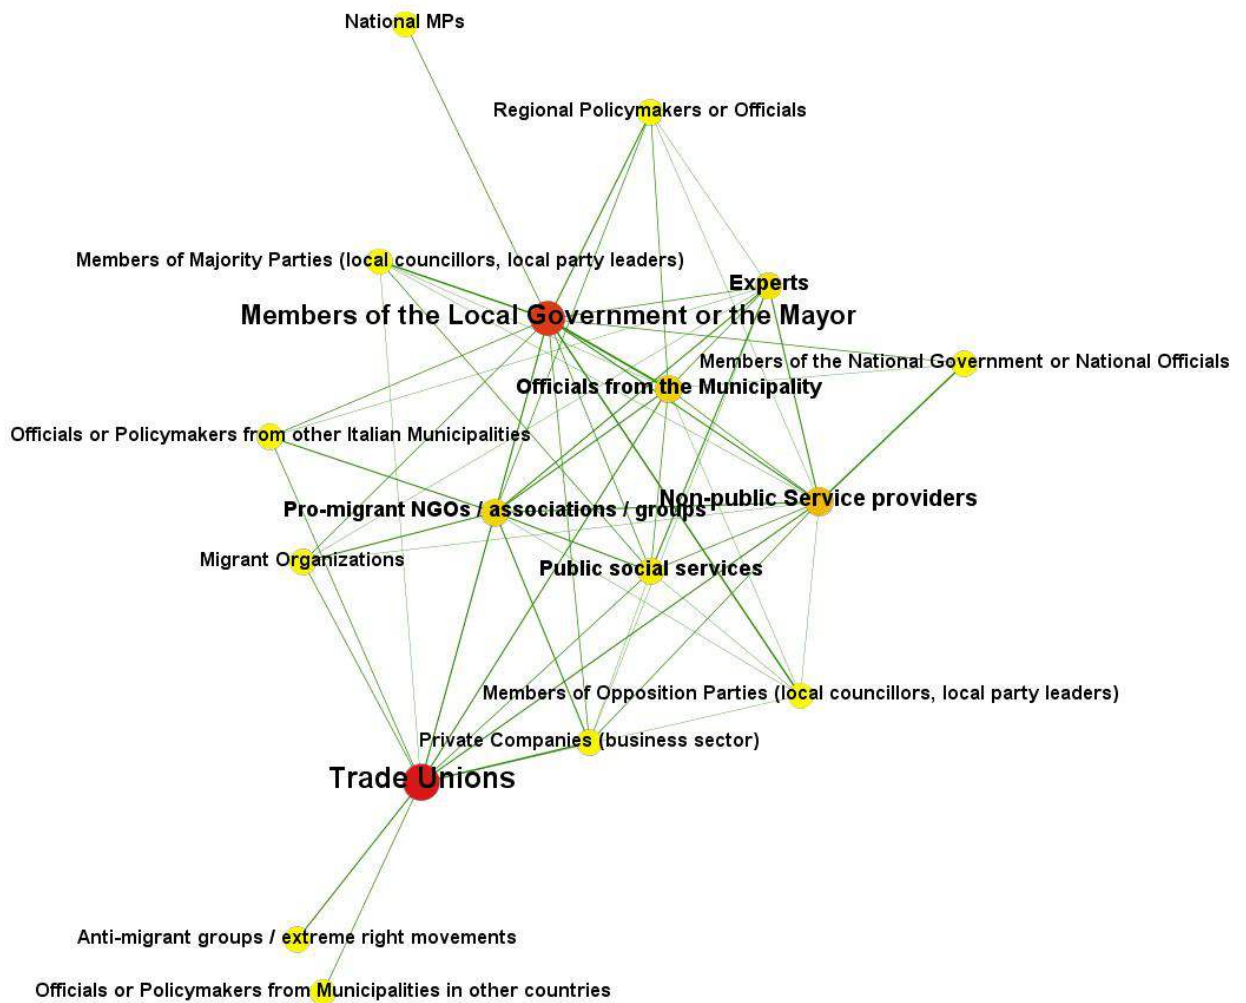 National MPs
Regional Policymakers or Officials
Members of Majority Parties (local councillors, local party leaders)
Experts
Members of the Local Government or the Mayor
Members of the National Government or National Officials
Officials from the Municipality
Officials or Policymakers from other Italian Municipalities
Non-public Service providers
Pro-migrant NGOs / associations / groups
Migrant Organizations
Public social services
Members of Opposition Parties (local councillors, local party leaders)
Private Companies (business sector)
Trade Unions
Anti-migrant groups / extreme right movements
Officials or Policymakers from Municipalities in other countries